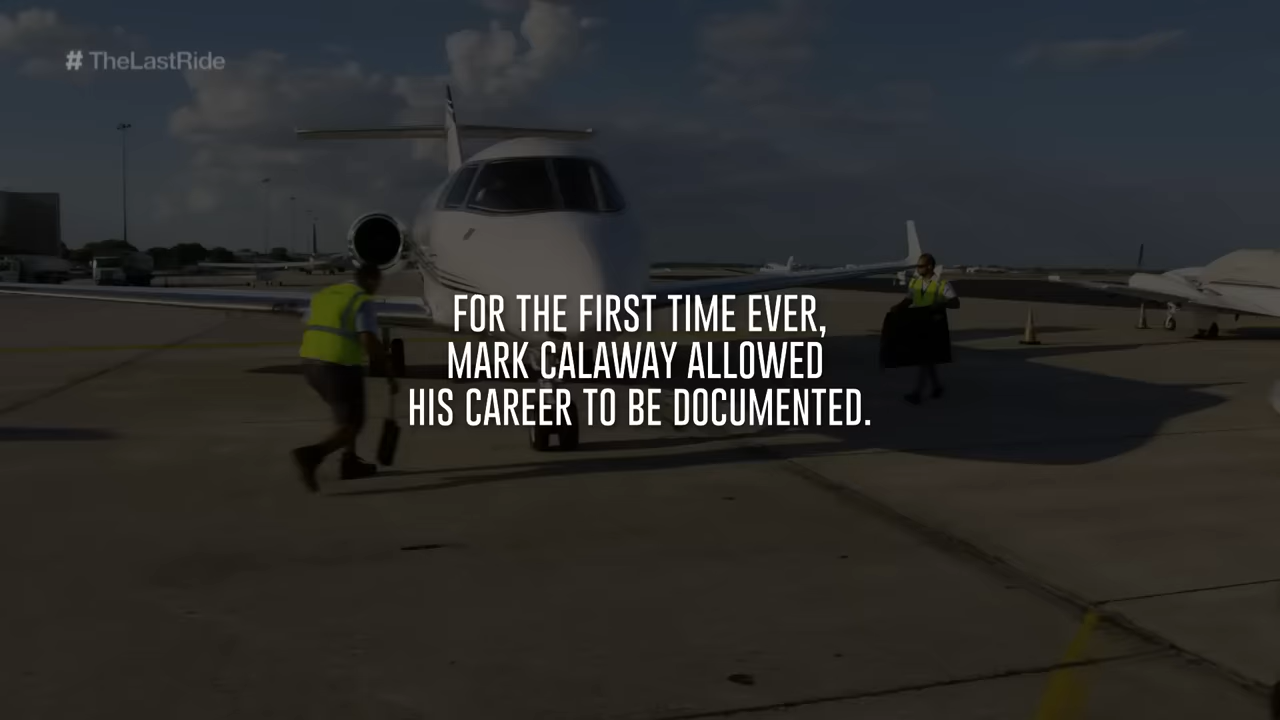 # TheLastRide
FOR THE FIRST TIME EVER,
MARK CALAWAY ALLOWED
HIS CAREER TO BE DOCUMENTED.